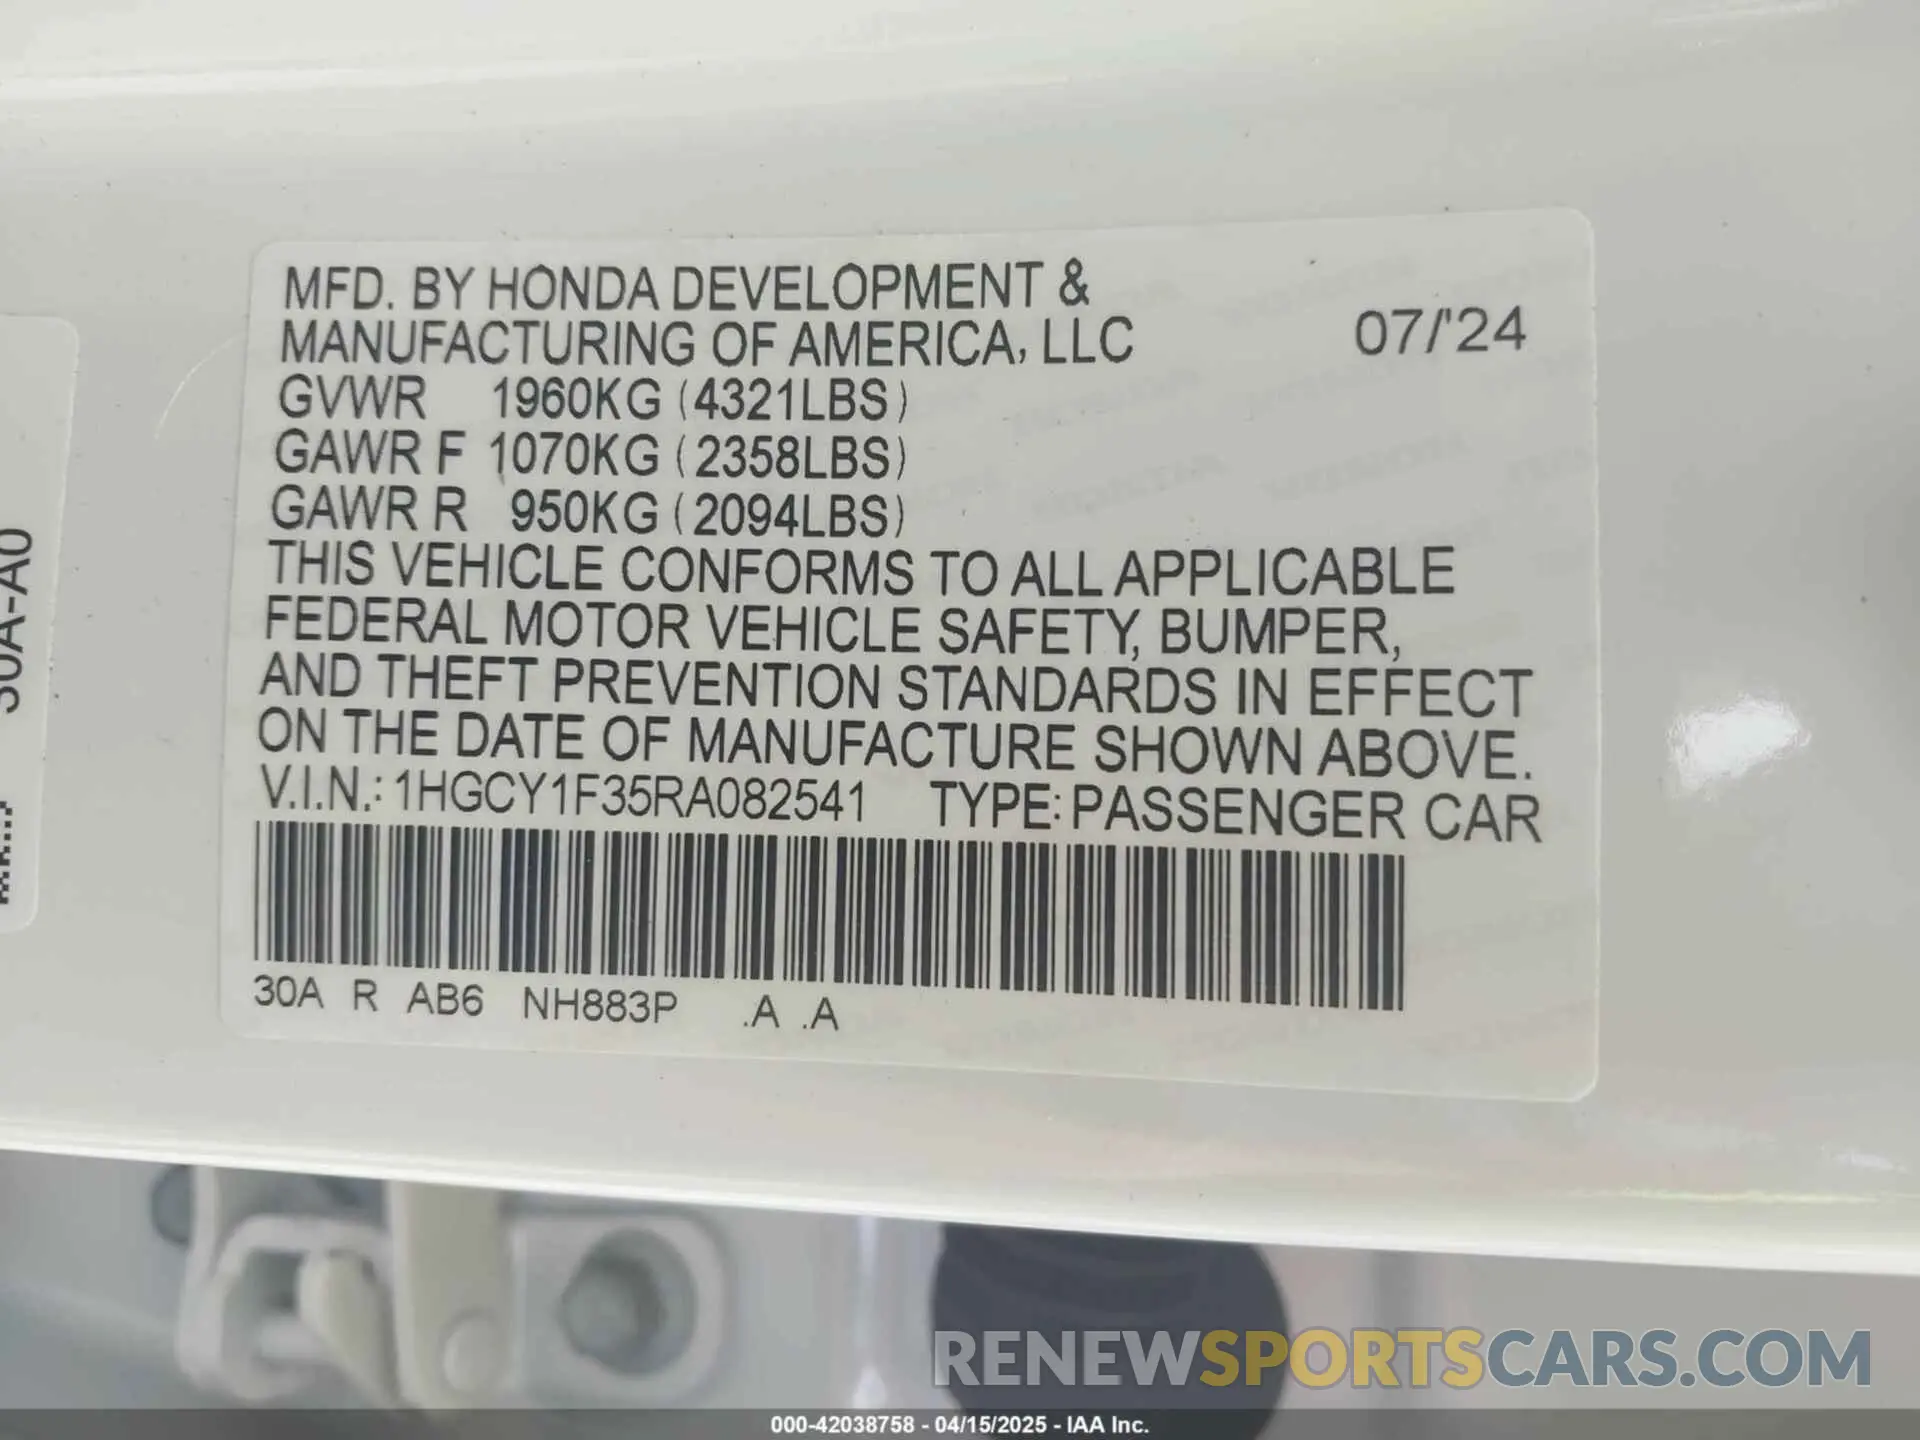 MFD. BY HONDA DEVELOPMENT &
MANUFACTURING OF AMERICA, LLC 07/'24
GVWR 1960KG (4321LBS)
GAWR F 1070KG (2358LBS)
GAWR R 950KG (2094LBS)
THIS VEHICLE CONFORMS TO ALL APPLICABLE
FEDERAL MOTOR VEHICLE SAFETY, BUMPER,
AND THEFT PREVENTION STANDARDS IN EFFECT
ON THE DATE OF MANUFACTURE SHOWN ABOVE.
V.I.N.: 1HGCY1F35RA082541 TYPE: PASSENGER CAR
30A R AB6 NH883P .A .A
30A-A0
RENEWSPORTSCARS.COM
000-42038758 - 04/15/2025 - IAA Inc.